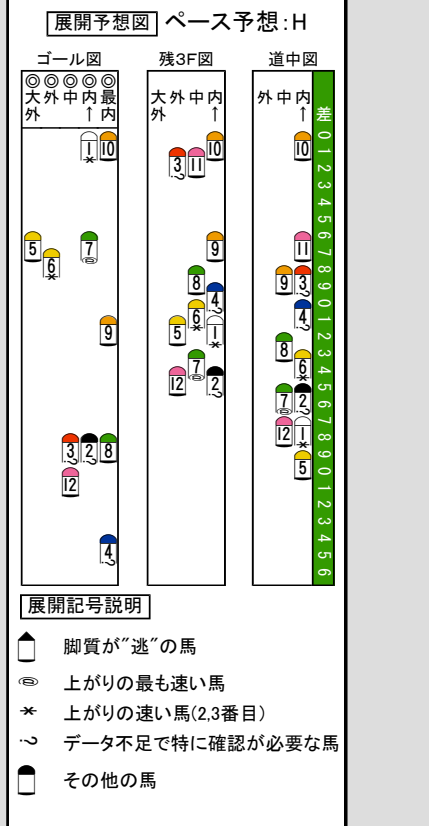 展開予想図 ペース予想:H
ゴール図 残3F図 道中図
◎◎◎◎◎
大外 外 中 内↑ 最内
大外 外 中 内
外 中 内↑
差
0
1
2
3
4
5
6
7
8
9
0
1
2
3
4
5
6
7
8
9
0
1
2
3
4
5
6
1* 10
5 6* 7◎
9
3? 2? 8
12
4?
3? 11 10
9
8 4?
5 6* 1*
7◎
12 2?
10
11
9 3?
4?
8
6*
7◎ 2?
12 1*
5
展開記号説明
脚質が"逃"の馬
◎ 上がりの最も速い馬
* 上がりの速い馬(2,3番目)
? データ不足で特に確認が必要な馬
その他の馬